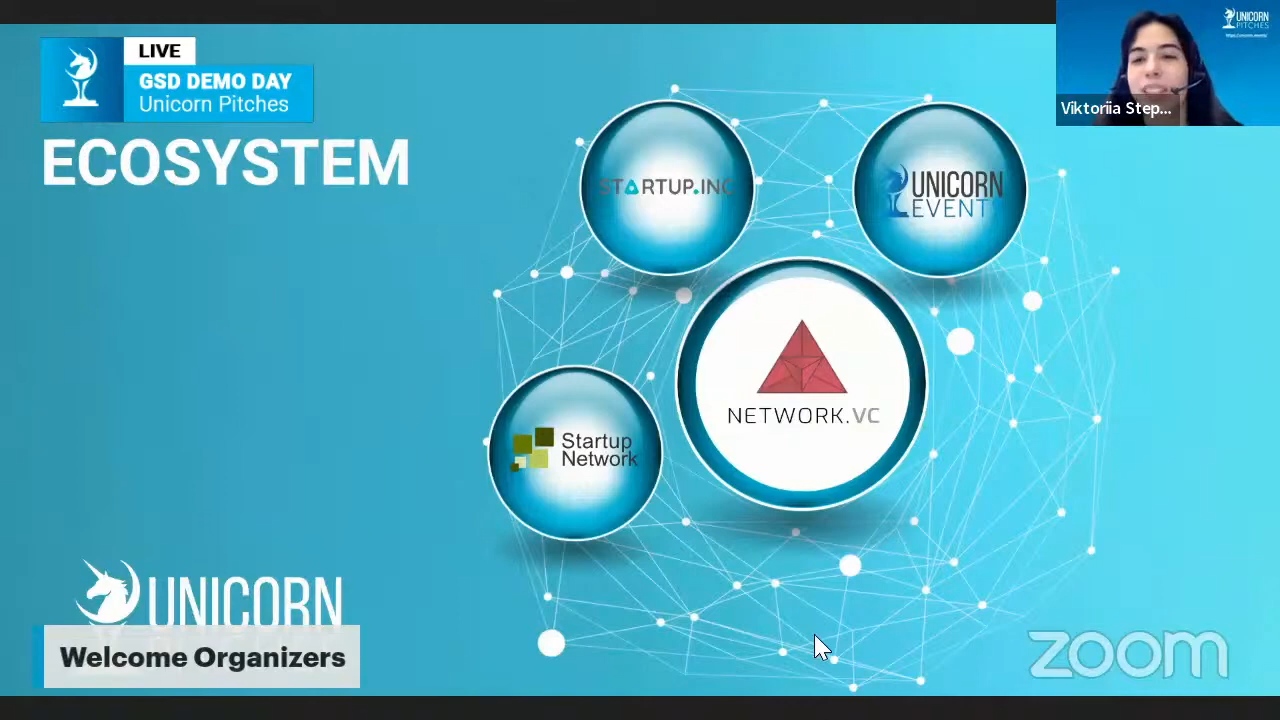 LIVE
GSD DEMO DAY
Unicorn Pitches
ECOSYSTEM
UNICORN
PITCHES
Viktoriia Step...
STARTUP.INC
UNICORN
EVENT
NETWORK.VC
Startup
Network
UNICORN
Welcome Organizers
zoom